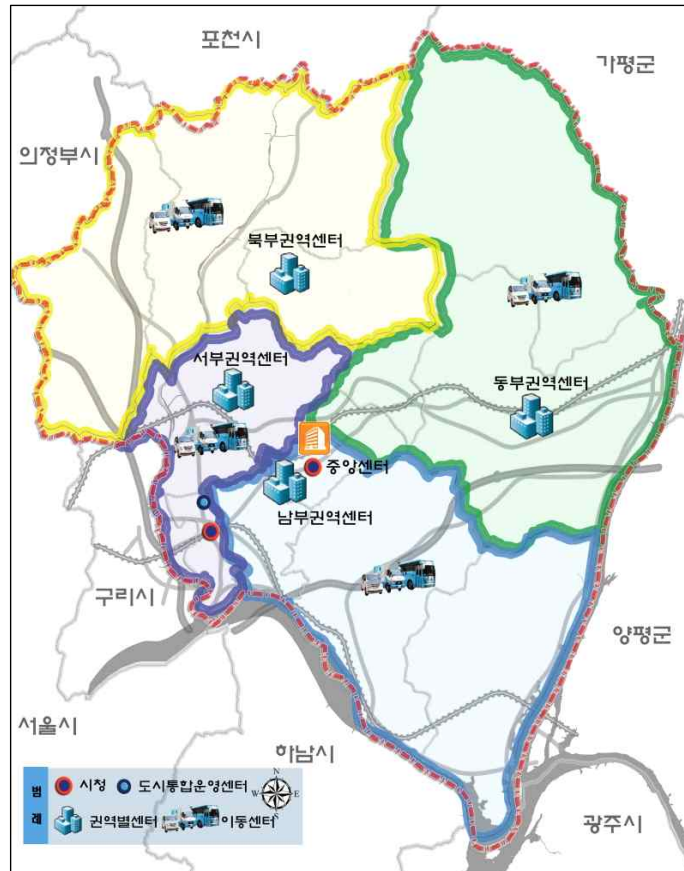 포천시
가평군
의정부시
북부권역센터
서부권역센터
동부권역센터
중앙센터
남부권역센터
구리시
양평군
서울시
하남시
광주시
범례
시청
도시통합운영센터
권역별센터
이동센터
N
W
E
S